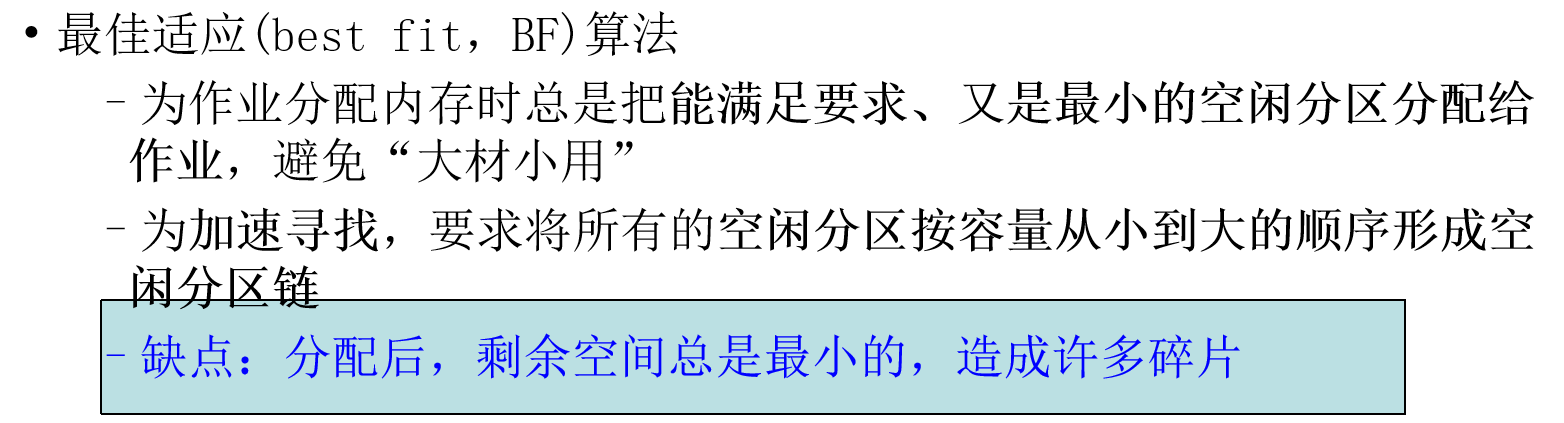 • 最佳适应(best fit, BF)算法
– 为作业分配内存时总是把能满足要求、又是最小的空闲分区分配给
作业，避免“大材小用”
– 为加速寻找，要求将所有的空闲分区按容量从小到大的顺序形成空
闲分区链
– 缺点：分配后，剩余空间总是最小的，造成许多碎片